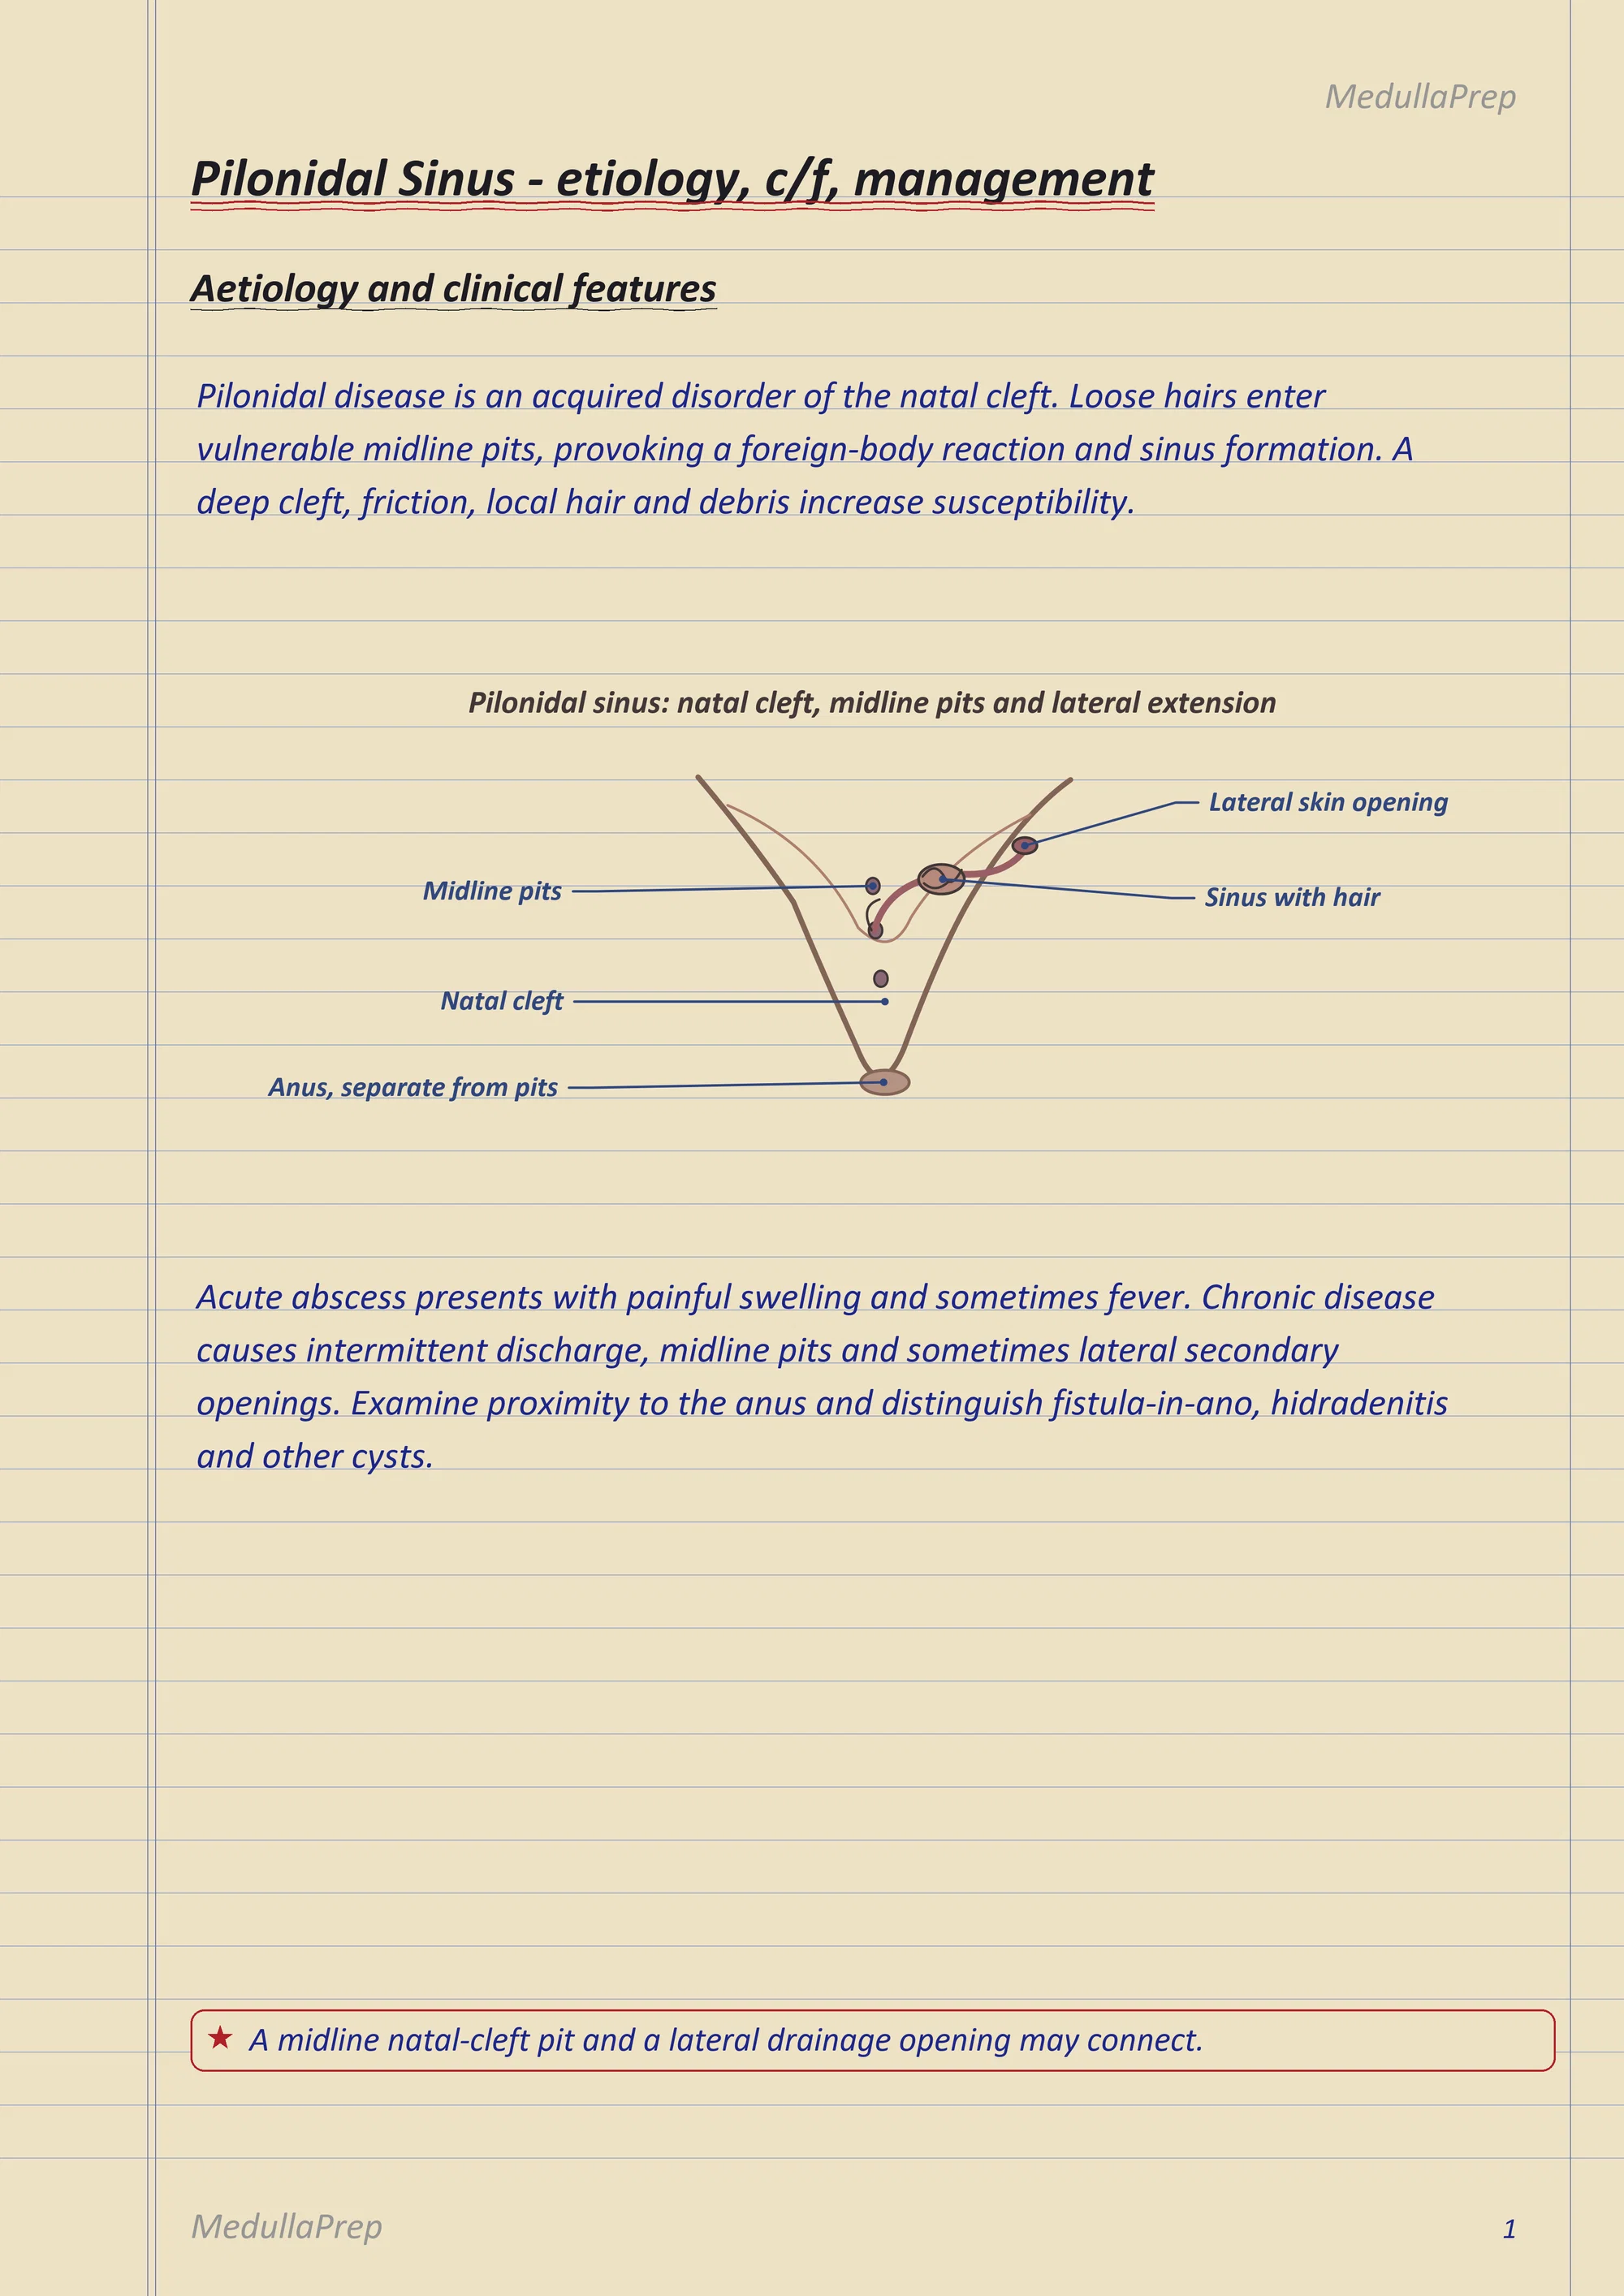 MedullaPrep
Pilonidal Sinus - etiology, c/f, management
Aetiology and clinical features
Pilonidal disease is an acquired disorder of the natal cleft. Loose hairs enter
vulnerable midline pits, provoking a foreign-body reaction and sinus formation. A
deep cleft, friction, local hair and debris increase susceptibility.
Pilonidal sinus: natal cleft, midline pits and lateral extension
Lateral skin opening
Midline pits
Sinus with hair
Natal cleft
Anus, separate from pits
Acute abscess presents with painful swelling and sometimes fever. Chronic disease
causes intermittent discharge, midline pits and sometimes lateral secondary
openings. Examine proximity to the anus and distinguish fistula-in-ano, hidradenitis
and other cysts.
★ A midline natal-cleft pit and a lateral drainage opening may connect.
MedullaPrep
1